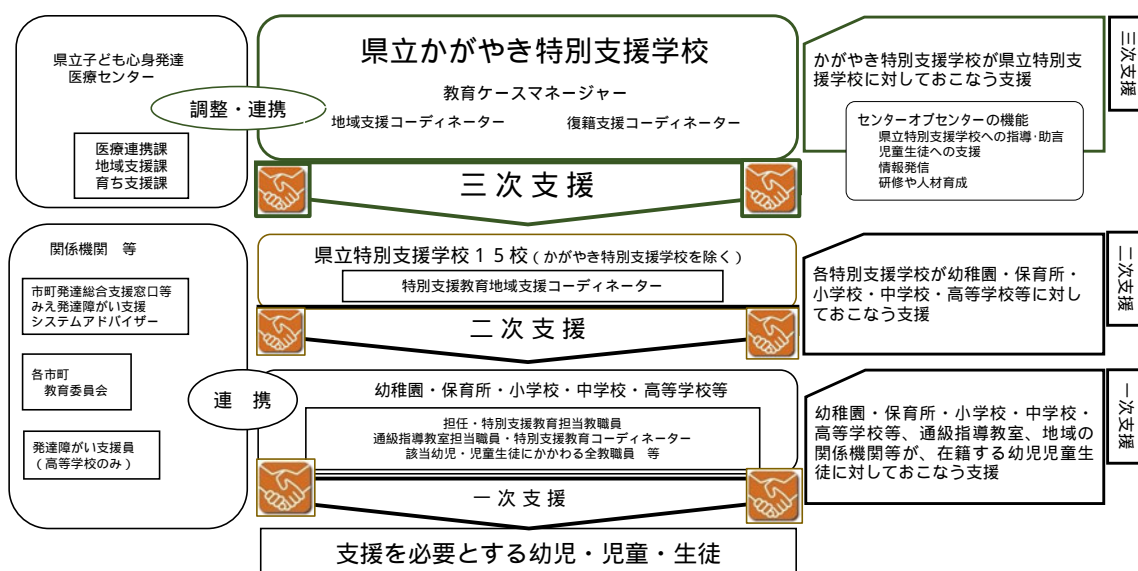 県立子ども心身発達
医療センター
調整・連携
医療連携課
地域支援課
育ち支援課
県立かがやき特別支援学校
教育ケースマネージャー
地域支援コーディネーター 復籍支援コーディネーター
三次支援
かがやき特別支援学校が県立特別支
援学校に対しておこなう支援
センターオブセンターの機能
県立特別支援学校への指導・助言
児童生徒への支援
情報発信
研修や人材育成
三次支援
関係機関 等
市町発達総合支援窓口等
みえ発達障がい支援
システムアドバイザー
各市町
教育委員会
発達障がい支援員
(高等学校のみ)
連 携
県立特別支援学校15校(かがやき特別支援学校を除く)
特別支援教育地域支援コーディネーター
二次支援
各特別支援学校が幼稚園・保育所・
小学校・中学校・高等学校等に対し
ておこなう支援
二次支援
幼稚園・保育所・小学校・中学校・高等学校等
担任・特別支援教育担当教職員
通級指導教室担当職員・特別支援教育コーディネーター
該当幼児・児童生徒にかかわる全教職員 等
一次支援
幼稚園・保育所・小学校・中学校・
高等学校等、通級指導教室、地域の
関係機関等が、在籍する幼児児童生
徒に対しておこなう支援
一次支援
支援を必要とする幼児・児童・生徒